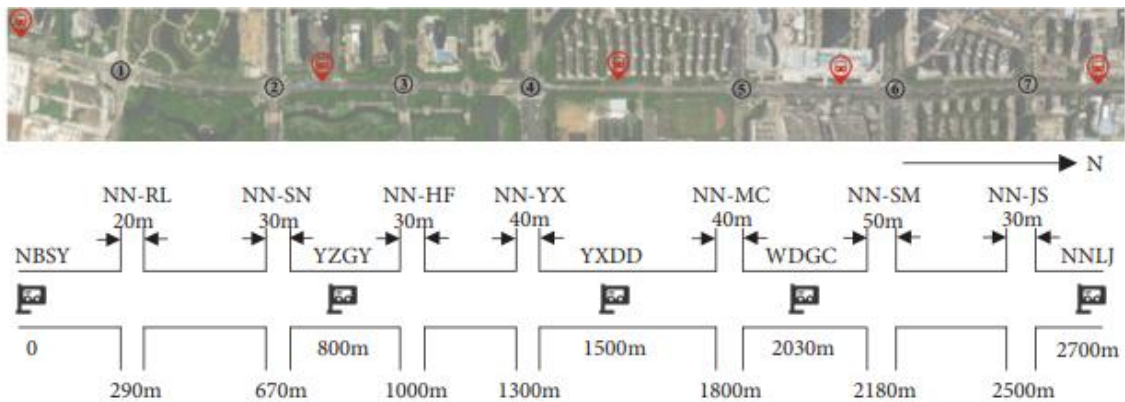 1
2
3
4
5
6
7
N
NN-RL NN-SN NN-HF NN-YX NN-MC NN-SM NN-JS
20m 30m 30m 40m 40m 50m 30m
NBSY YZGY YXDD WDGC NNLJ
0 800m 1500m 2030m 2700m
290m 670m 1000m 1300m 1800m 2180m 2500m